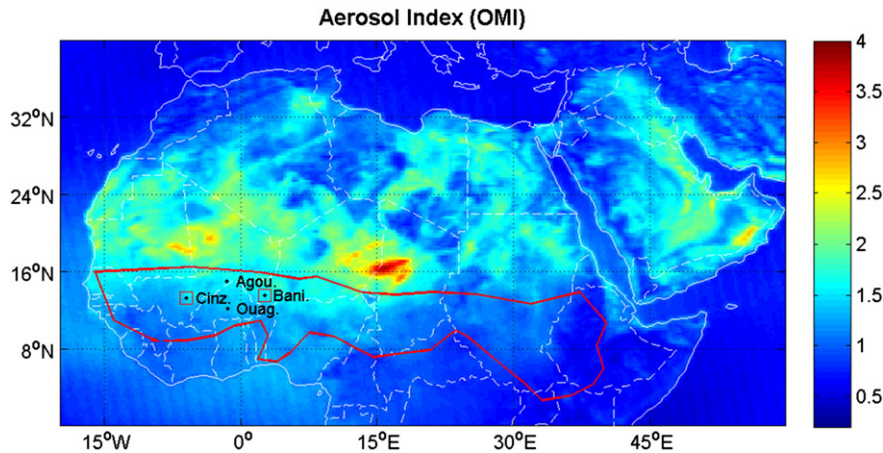 Aerosol Index (OMI)
4
3.5
3
2.5
2
1.5
1
0.5
32°N
24°N
16°N
8°N
Agou.
Cinz.
Bani.
Ouag.
15°W
0°
15°E
30°E
45°E